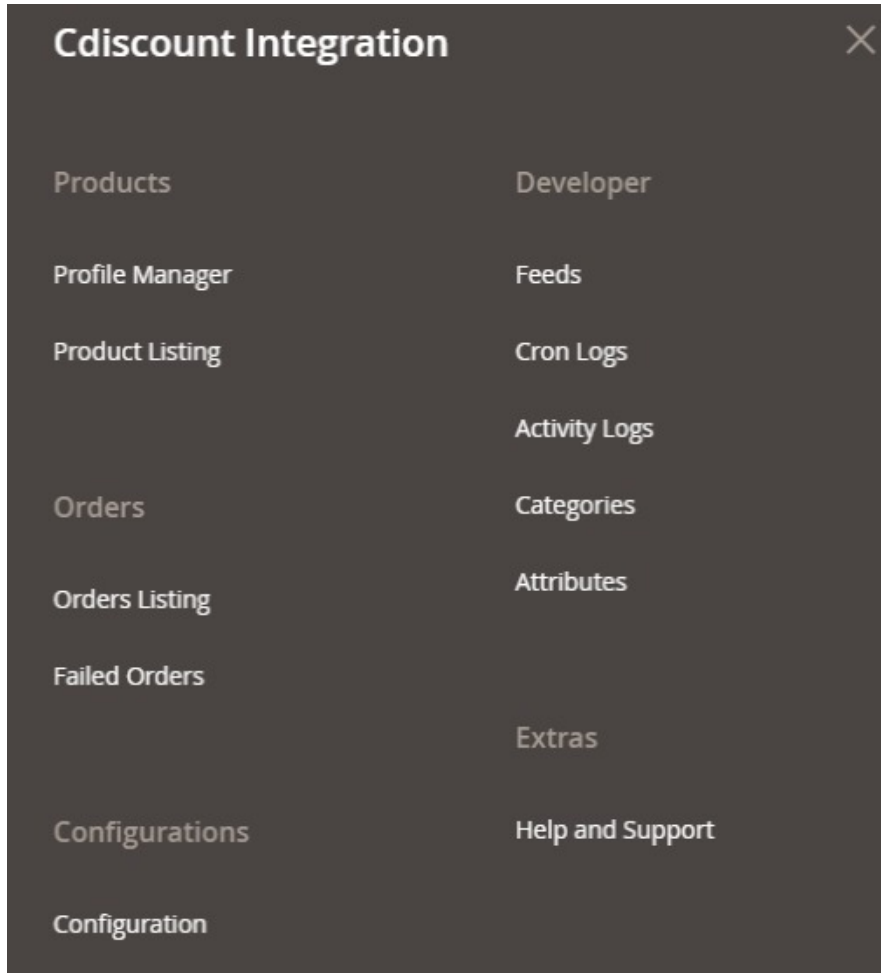 Cdiscount Integration
Products
Profile Manager
Product Listing
Orders
Orders Listing
Failed Orders
Configurations
Configuration
Developer
Feeds
Cron Logs
Activity Logs
Categories
Attributes
Extras
Help and Support